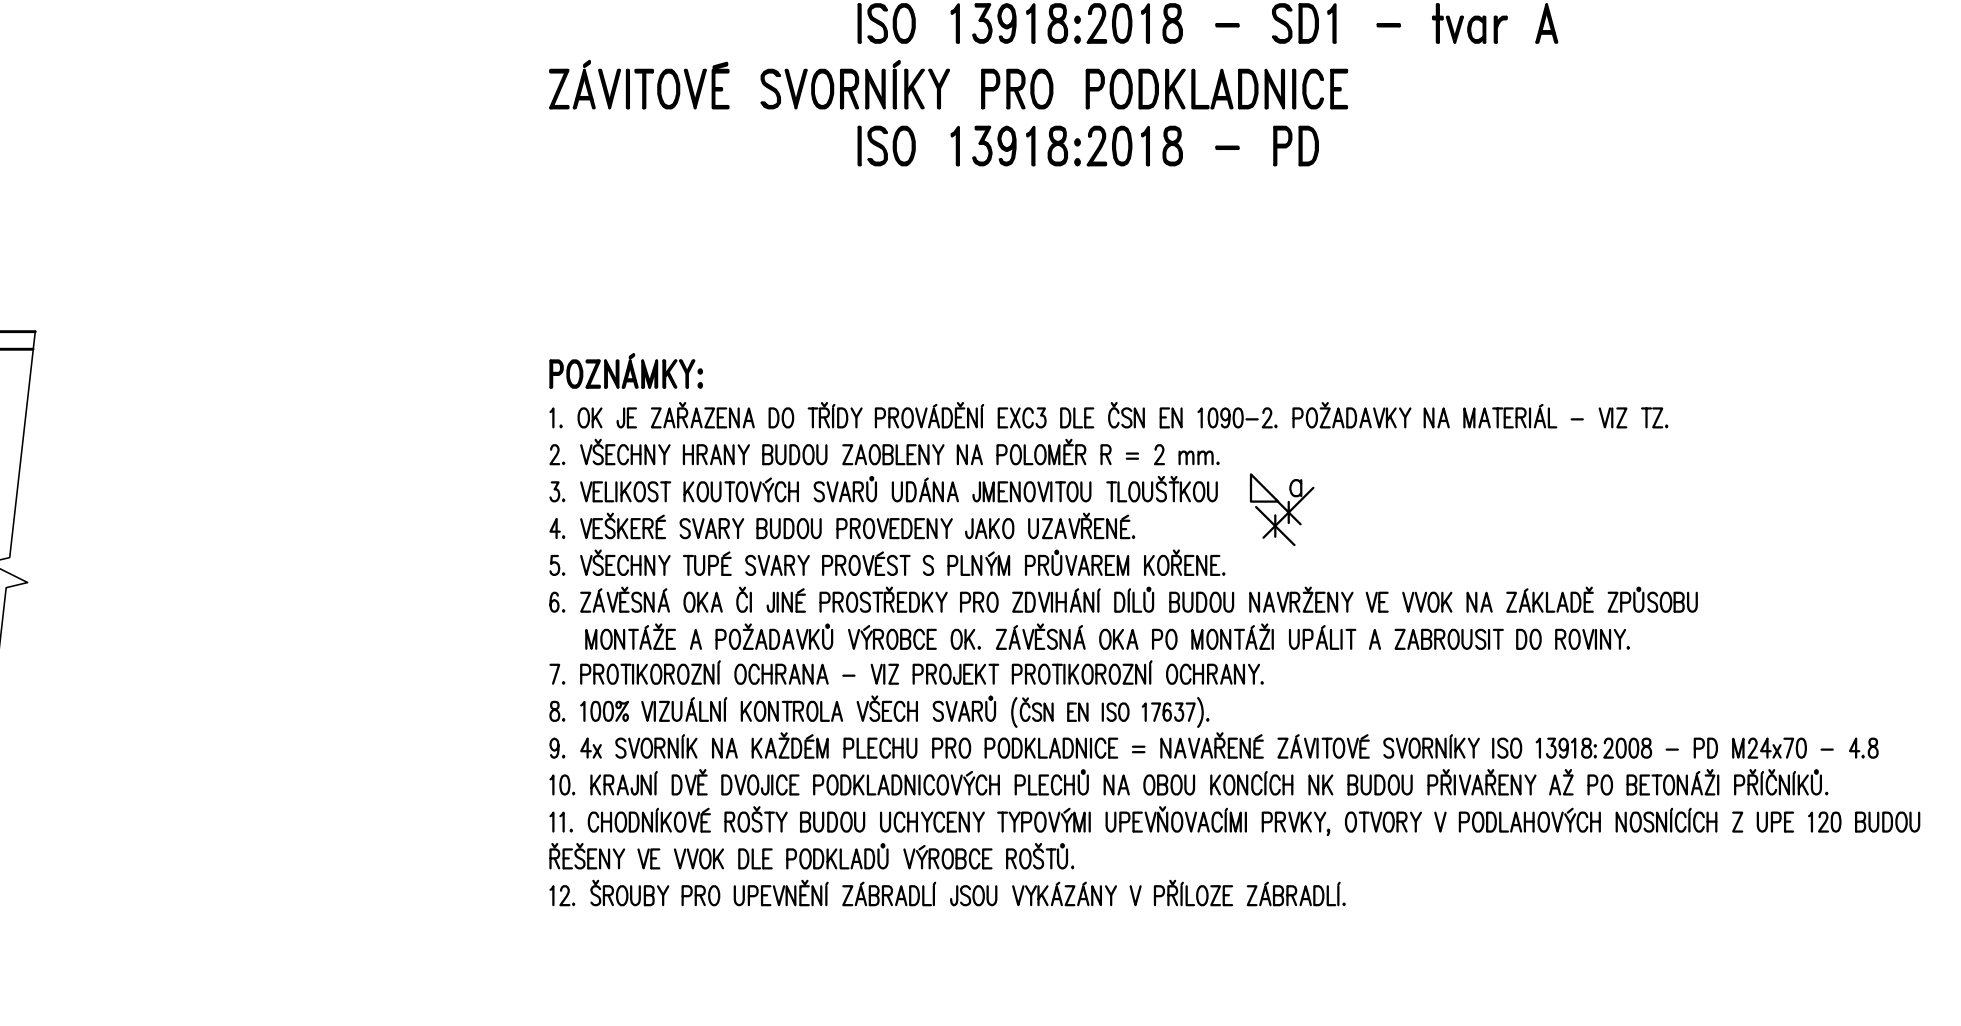 ISO 13918:2018 – SD1 – tvar A
ZÁVITOVÉ SVORNÍKY PRO PODKLADNICE
ISO 13918:2018 – PD
POZNÁMKY:
1. OK JE ZAŘAZENA DO TŘÍDY PROVÁDĚNÍ EXC3 DLE ČSN EN 1090–2. POŽADAVKY NA MATERIÁL – VIZ TZ.
2. VŠECHNY HRANY BUDOU ZAOBLENY NA POLOMĚR R = 2 mm.
3. VELIKOST KOUTOVÝCH SVARŮ UDÁNA JMENOVITOU TLOUŠŤKOU a
4. VEŠKERÉ SVARY BUDOU PROVEDENY JAKO UZAVŘENÉ.
5. VŠECHNY TUPÉ SVARY PROVÉST S PLNÝM PRŮVAREM KOŘENE.
6. ZÁVĚSNÁ OKA ČI JINÉ PROSTŘEDKY PRO ZDVIHÁNÍ DÍLŮ BUDOU NAVRŽENY VE VVOK NA ZÁKLADĚ ZPŮSOBU
MONTÁŽE A POŽADAVKŮ VÝROBCE OK. ZÁVĚSNÁ OKA PO MONTÁŽI UPÁLIT A ZABROUSIT DO ROVINY.
7. PROTIKOROZNÍ OCHRANA – VIZ PROJEKT PROTIKOROZNÍ OCHRANY.
8. 100% VIZUÁLNÍ KONTROLA VŠECH SVARŮ (ČSN EN ISO 17637).
9. 4x SVORNÍK NA KAŽDÉM PLECHU PRO PODKLADNICE = NAVAŘENÉ ZÁVITOVÉ SVORNÍKY ISO 13918:2008 – PD M24x70 – 4.8
10. KRAJNÍ DVĚ DVOJICE PODKLADNICOVÝCH PLECHŮ NA OBOU KONCÍCH NK BUDOU PŘIVAŘENY AŽ PO BETONÁŽI PŘÍČNÍKŮ.
11. CHODNÍKOVÉ ROŠTY BUDOU UCHYCENY TYPOVÝMI UPEVŇOVACÍMI PRVKY, OTVORY V PODLAHOVÝCH NOSNÍCÍCH Z UPE 120 BUDOU
ŘEŠENY VE VVOK DLE PODKLADŮ VÝROBCE ROŠTŮ.
12. ŠROUBY PRO UPEVNĚNÍ ZÁBRADLÍ JSOU VYKÁZÁNY V PŘÍLOZE ZÁBRADLÍ.